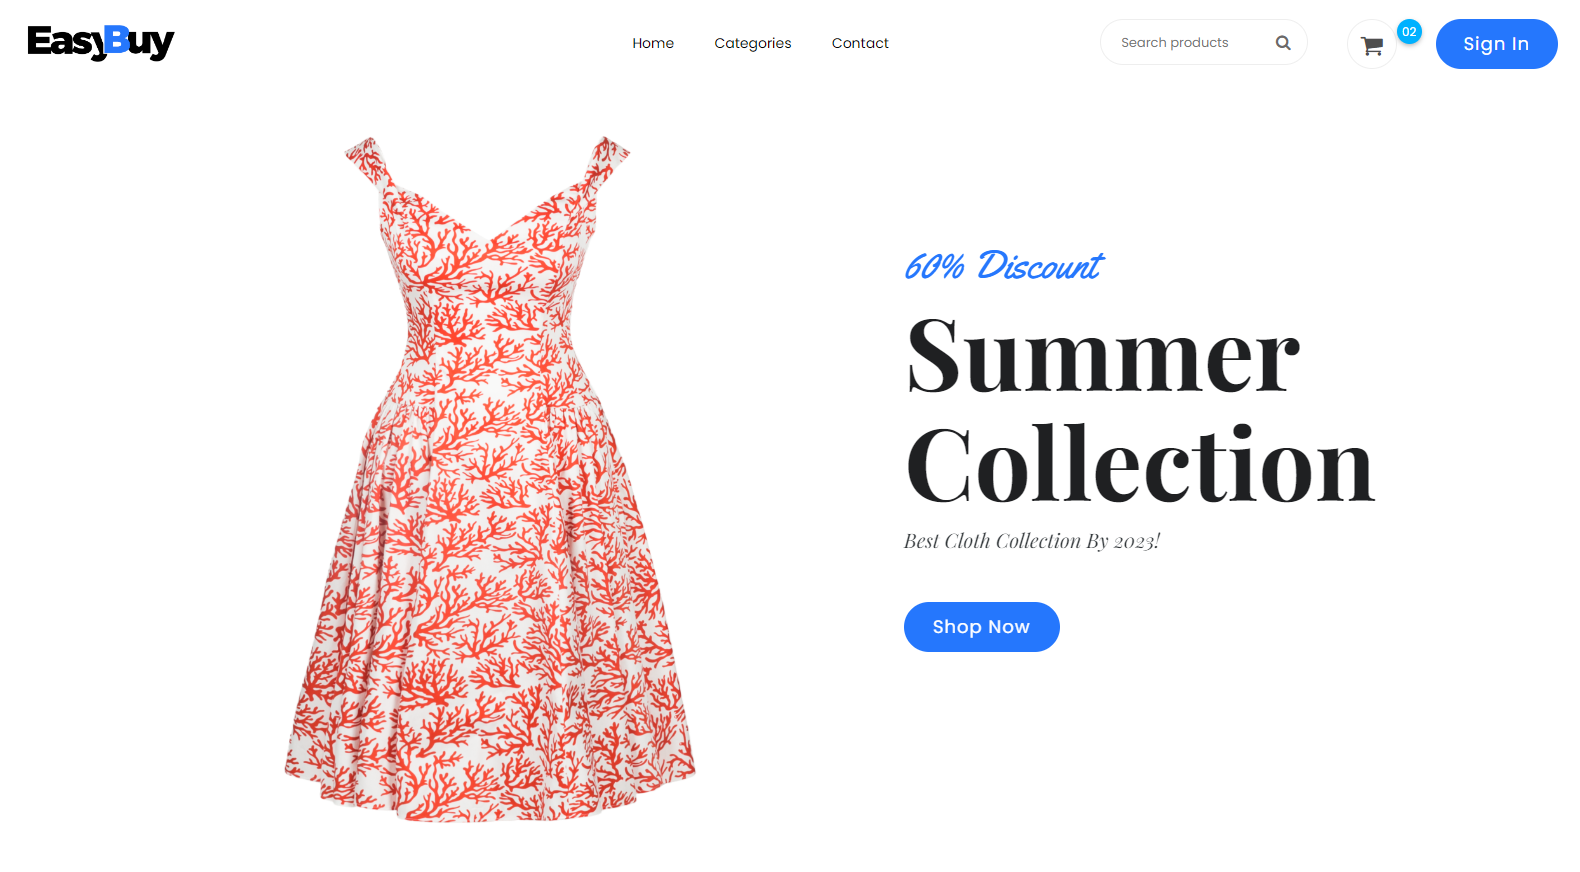 EasyBuy
Home
Categories
Contact
Search products
02
Sign In
60% Discount
Summer
Collection
Best Cloth Collection By 2023!
Shop Now